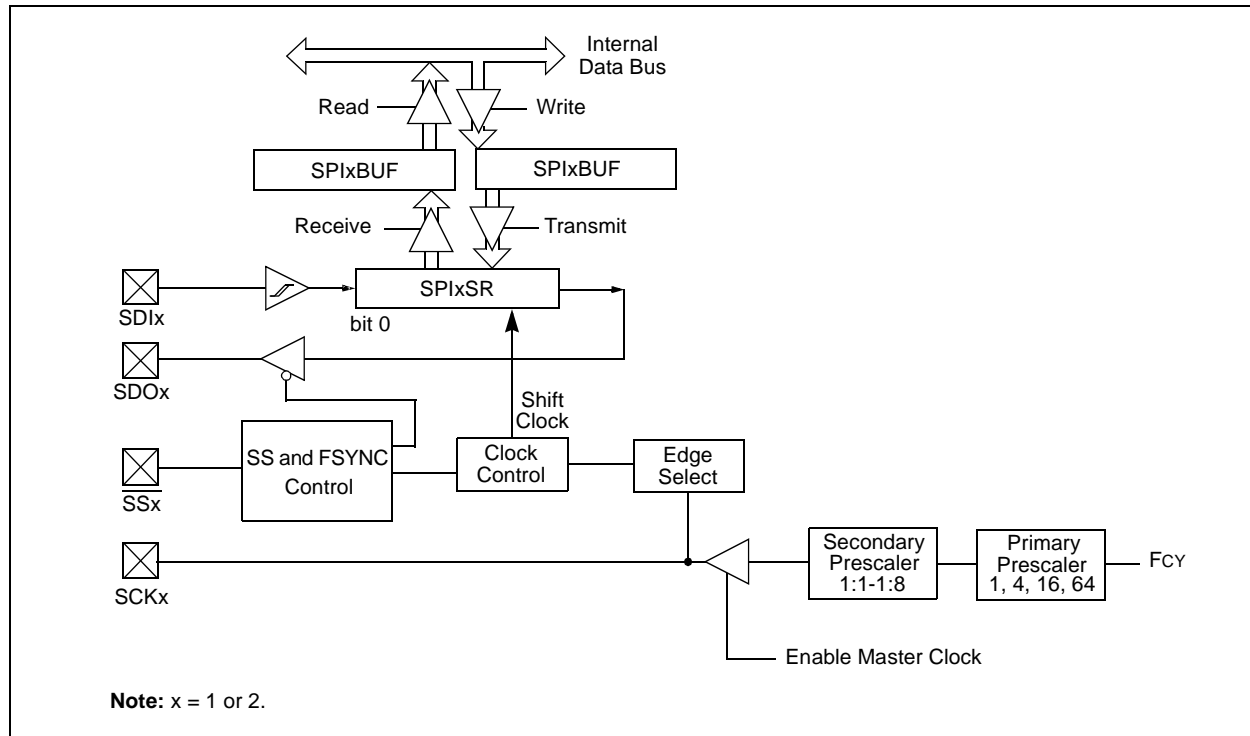 Internal
Data Bus
Read
Write
SPIxBUF
SPIxBUF
Receive
Transmit
SPIxSR
SDIx
bit 0
SDOx
Shift
Clock
SS and FSYNC
Control
Clock
Control
Edge
Select
SSx
Secondary
Prescaler
1:1-1:8
Primary
Prescaler
1, 4, 16, 64
FCY
SCKx
Enable Master Clock
Note: x = 1 or 2.